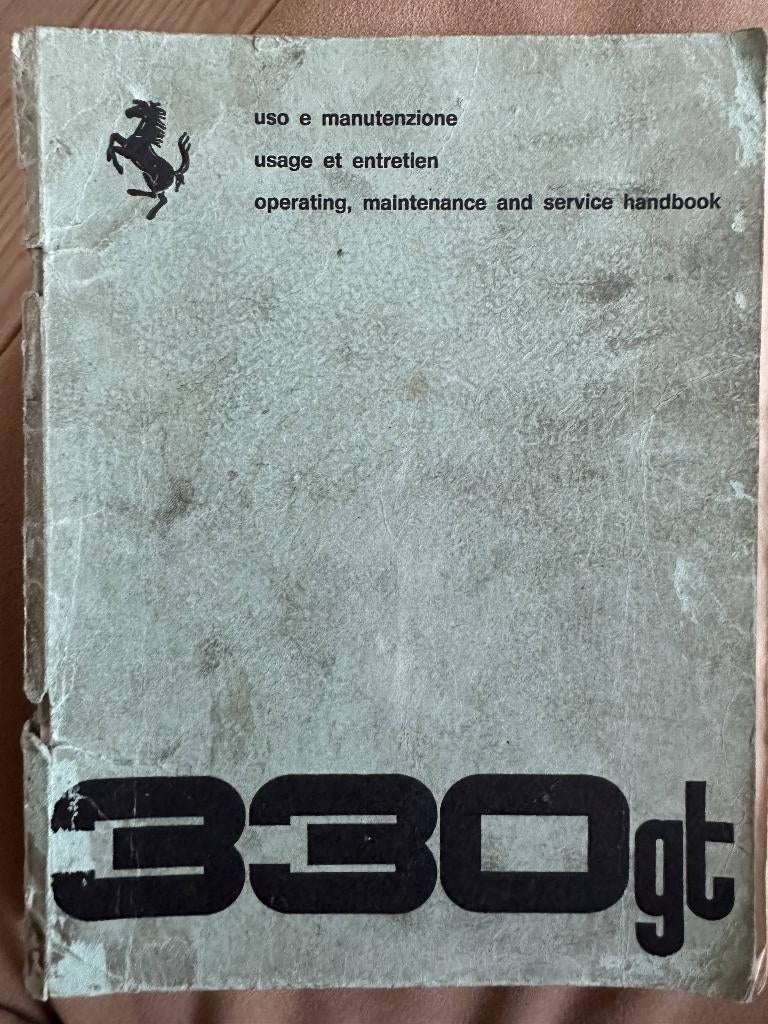 uso e manutenzione
usage et entretien
operating, maintenance and service handbook
330gt